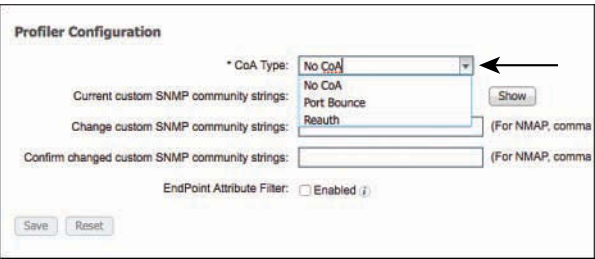 Profiler Configuration
* CoA Type: No CoA
No CoA
Port Bounce
Reauth
Current custom SNMP community strings: Show
Change custom SNMP community strings: (For NMAP, comma
Confirm changed custom SNMP community strings: (For NMAP, comma
EndPoint Attribute Filter: Enabled i
Save Reset